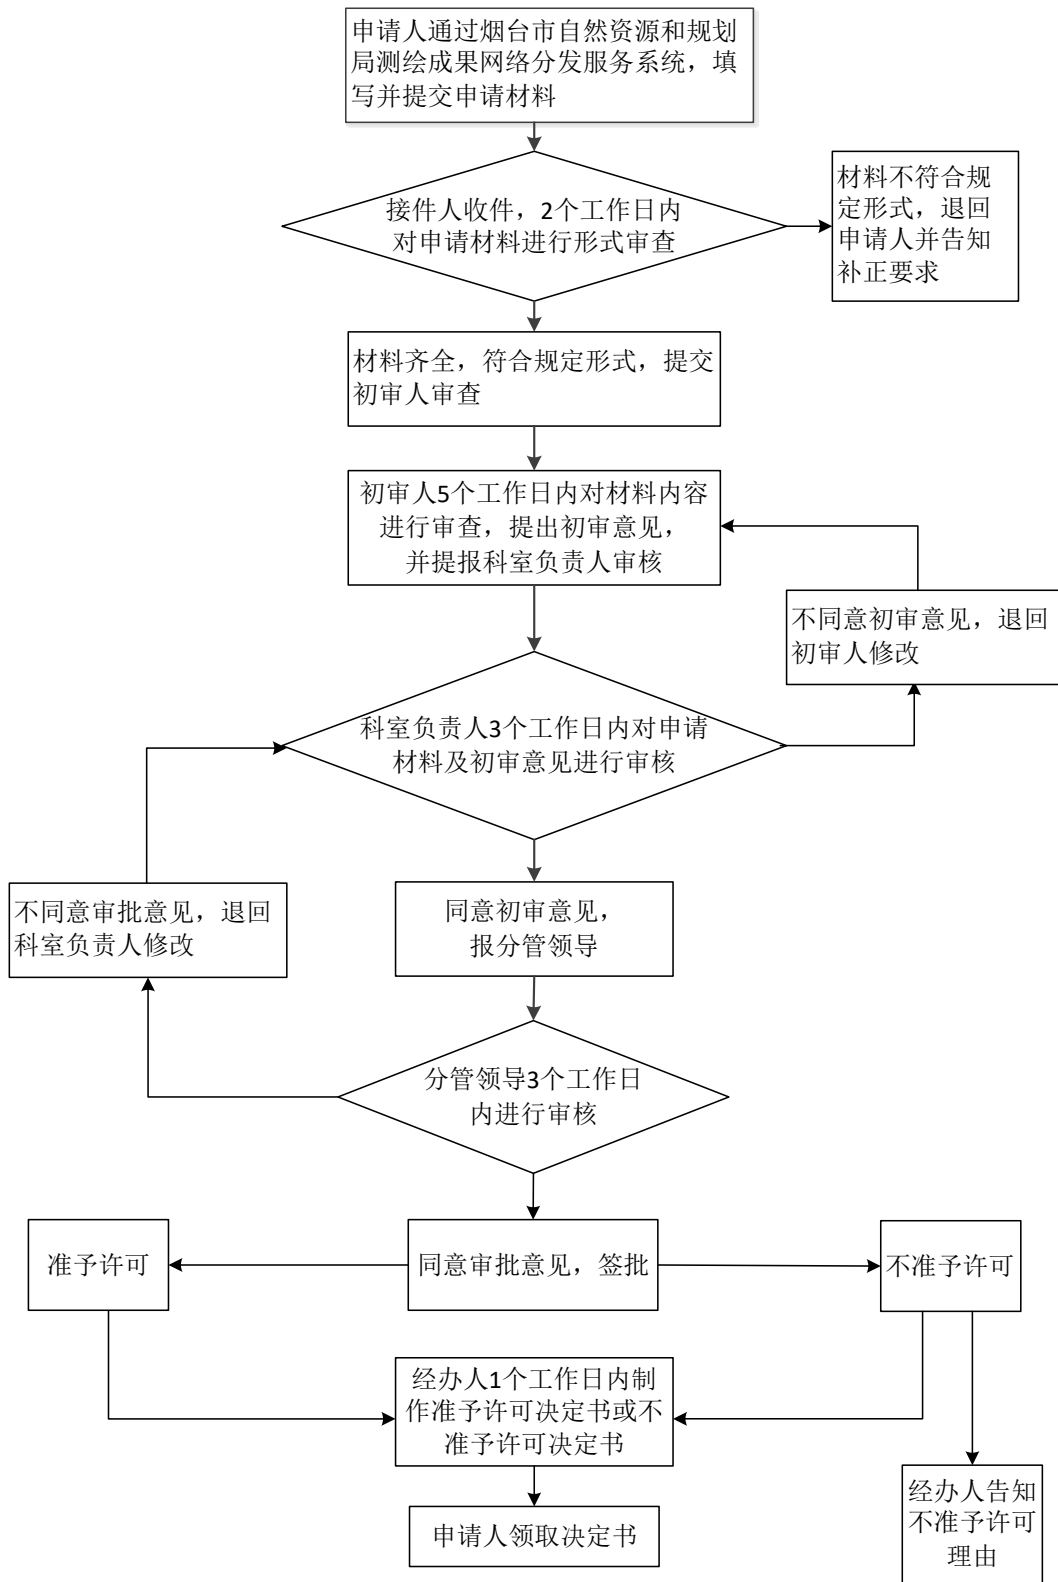 申请人通过烟台市自然资源和规划
局测绘成果网络分发服务系统，填
写并提交申请材料
接件人收件，2个工作日内
对申请材料进行形式审查
材料不符合规
定形式，退回
申请人并告知
补正要求
材料齐全，符合规定形式，提交
初审人审查
初审人5个工作日内对材料内容
进行审查，提出初审意见，
并提报科室负责人审核
不同意初审意见，退回
初审人修改
科室负责人3个工作日内对申请
材料及初审意见进行审核
不同意审批意见，退回
科室负责人修改
同意初审意见，
报分管领导
分管领导3个工作日
内进行审核
准予许可
同意审批意见，签批
不准予许可
经办人1个工作日内制
作准予许可决定书或不
准予许可决定书
经办人告知
不准予许可
理由
申请人领取决定书